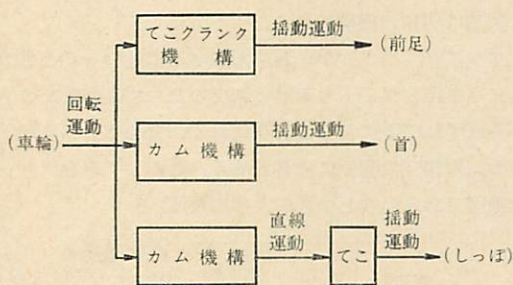 てこクランク
機 構
揺動運動
(前足)
回転
運動
(車輪)
カ ム 機 構
揺動運動
(首)
カ ム 機 構
直線
運動
てこ
揺動
運動
(しっぽ)